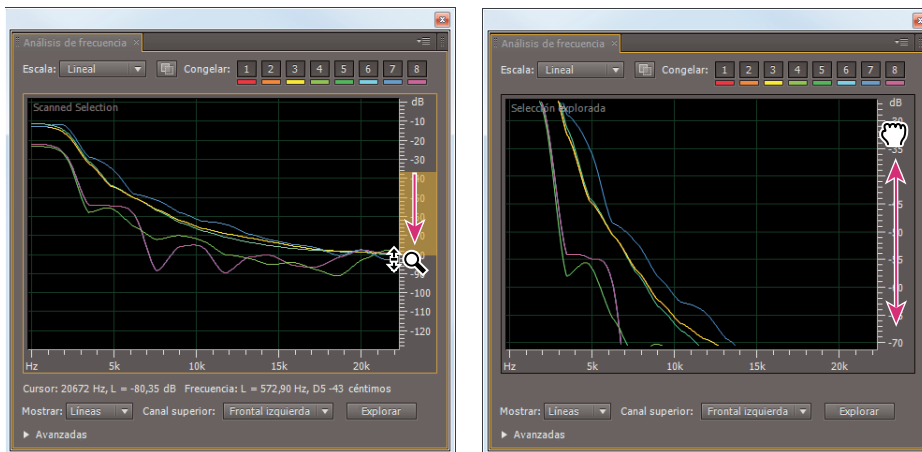 Análisis de frecuencia ×
Escala: Lineal Congelar: 1 2 3 4 5 6 7 8
Scanned Selection
dB
-10
-20
-30
-90
-100
-110
-120
Hz 5k 10k 15k 20k
Cursor: 20672 Hz, L = -80,35 dB Frecuencia: L = 572,90 Hz, D5 -43 céntimos
Mostrar: Líneas Canal superior: Frontal izquierda Explorar
Avanzadas
Análisis de frecuencia ×
Escala: Lineal Congelar: 1 2 3 4 5 6 7 8
Selección explorada
dB
-70
Hz 5k 10k 15k 20k
Mostrar: Líneas Canal superior: Frontal izquierda Explorar
Avanzadas